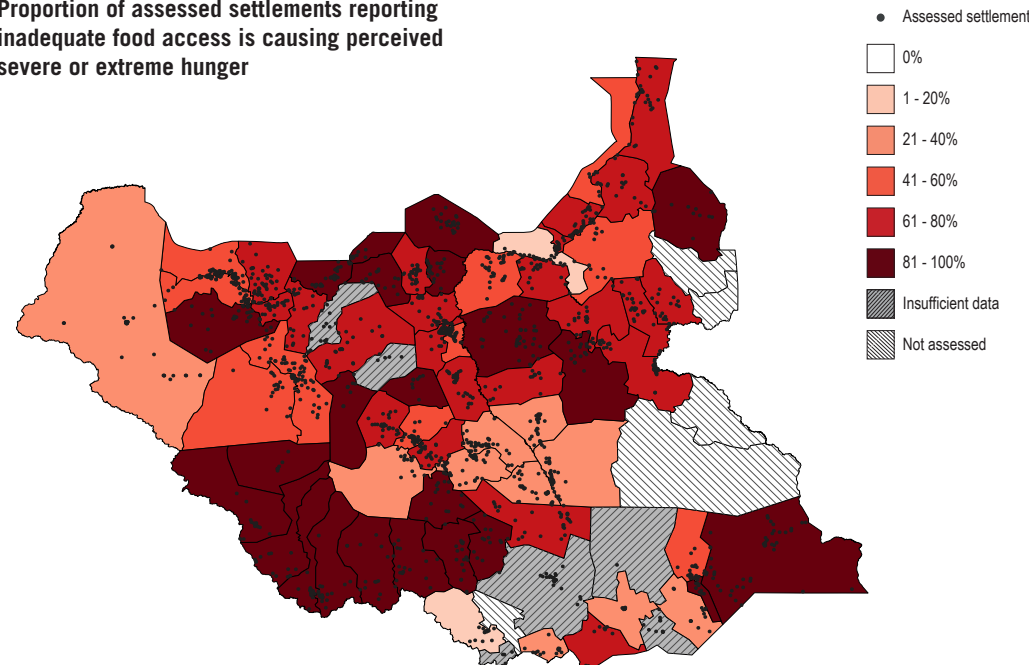 Proportion of assessed settlements reporting
inadequate food access is causing perceived
severe or extreme hunger
Assessed settlement
0%
1 - 20%
21 - 40%
41 - 60%
61 - 80%
81 - 100%
Insufficient data
Not assessed